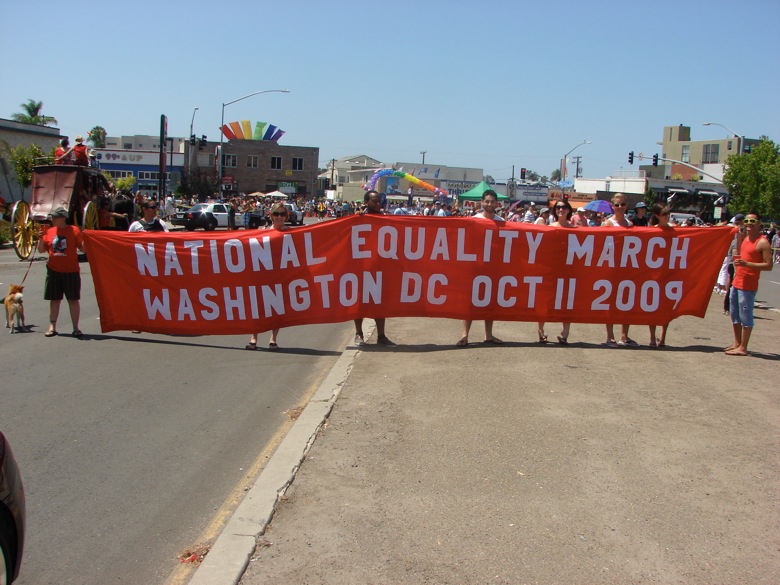 NATIONAL EQUALITY MARCH
WASHINGTON DC OCT 11 2009